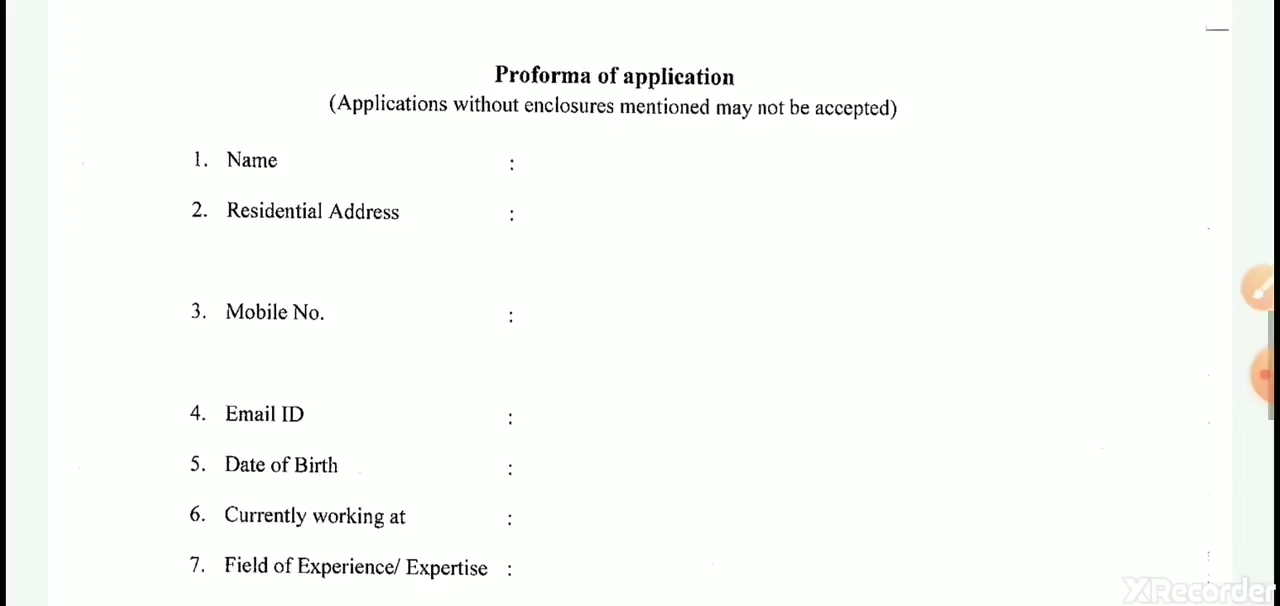 Proforma of application
(Applications without enclosures mentioned may not be accepted)
1. Name :
2. Residential Address :
3. Mobile No. :
4. Email ID :
5. Date of Birth :
6. Currently working at :
7. Field of Experience/ Expertise :
XRecorder